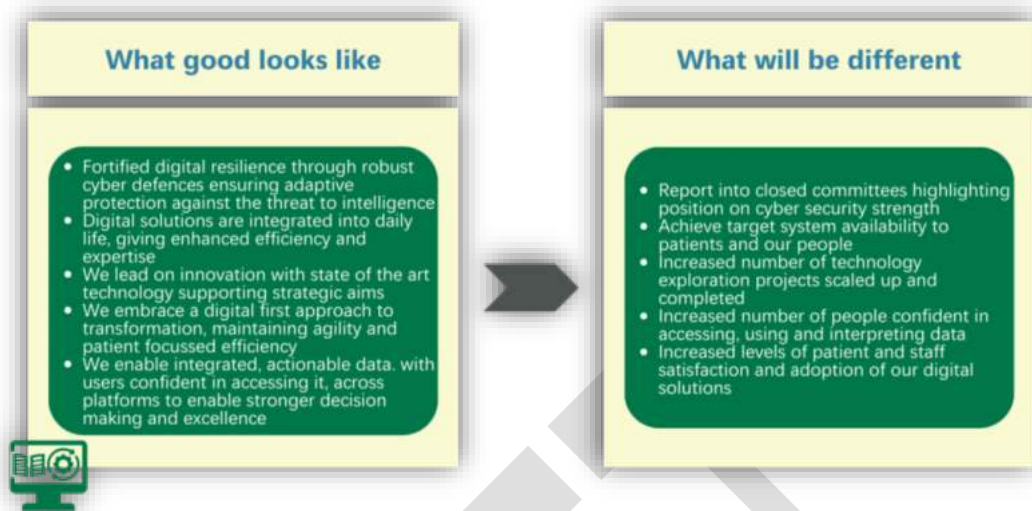 What good looks like
• Fortified digital resilience through robust
cyber defences ensuring adaptive
protection against the threat to intelligence
• Digital solutions are integrated into daily
life, giving enhanced efficiency and
expertise
• We lead on innovation with state of the art
technology supporting strategic aims
• We embrace a digital first approach to
transformation, maintaining agility and
patient focussed efficiency
• We enable integrated, actionable data. with
users confident in accessing it, across
platforms to enable stronger decision
making and excellence
What will be different
• Report into closed committees highlighting
position on cyber security strength
• Achieve target system availability to
patients and our people
• Increased number of technology
exploration projects scaled up and
completed
• Increased number of people confident in
accessing, using and interpreting data
• Increased levels of patient and staff
satisfaction and adoption of our digital
solutions